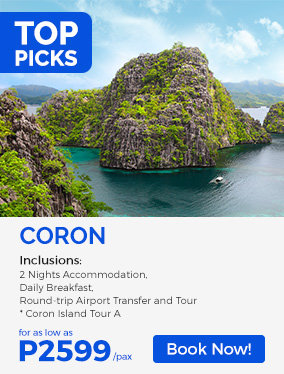 TOP
PICKS
CORON
Inclusions:
2 Nights Accommodation,
Daily Breakfast,
Round-trip Airport Transfer and Tour
* Coron Island Tour A
for as low as
P2599 /pax
Book Now!